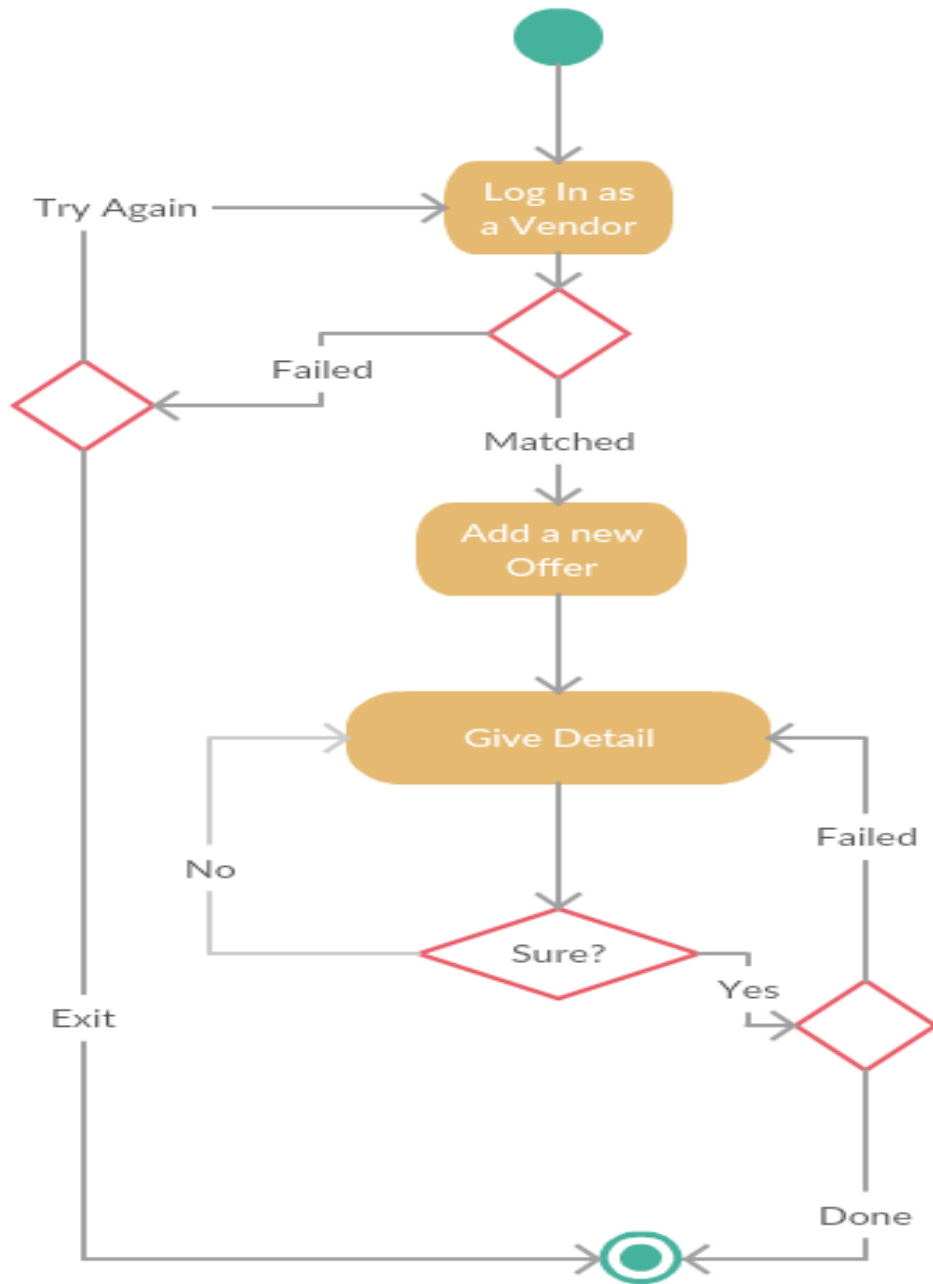 Log In as
a Vendor
Try Again
Failed
Matched
Add a new
Offer
Give Detail
Failed
No
Sure?
Yes
Exit
Done